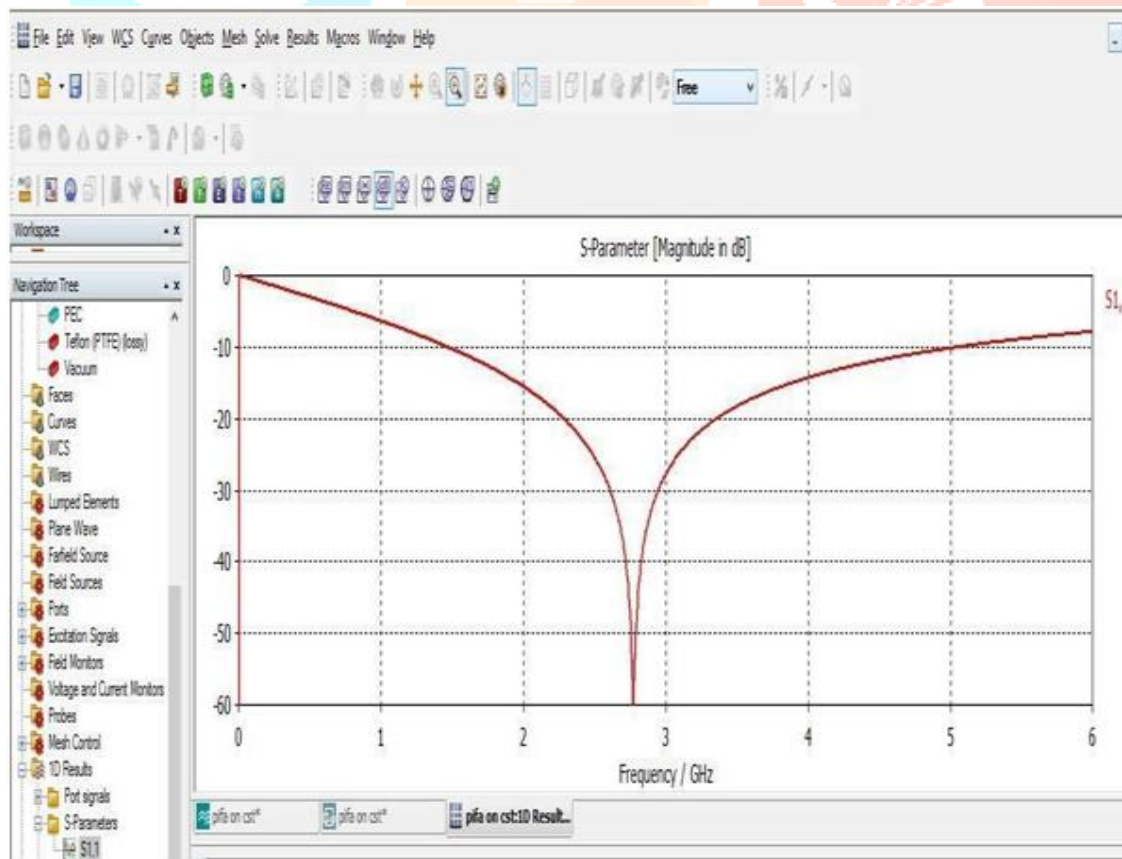 File Edit View WCS Curves Objects Mesh Solve Results Macros Window Help
Free
Workspace
Navigation Tree
PEC
Teflon (PTFE) (lossy)
Vacuum
Faces
Curves
WCS
Wires
Lumped Elements
Plane Wave
Farfield Source
Field Sources
Ports
Excitation Signals
Field Monitors
Voltage and Current Monitors
Probes
Mesh Control
1D Results
Port signals
S-Parameters
S1,1
S-Parameter [Magnitude in dB]
S1,
0
-10
-20
-30
-40
-50
-60
0 1 2 3 4 5 6
Frequency / GHz
pifa on cst* pifa on cst* pifa on cst:1D Result...